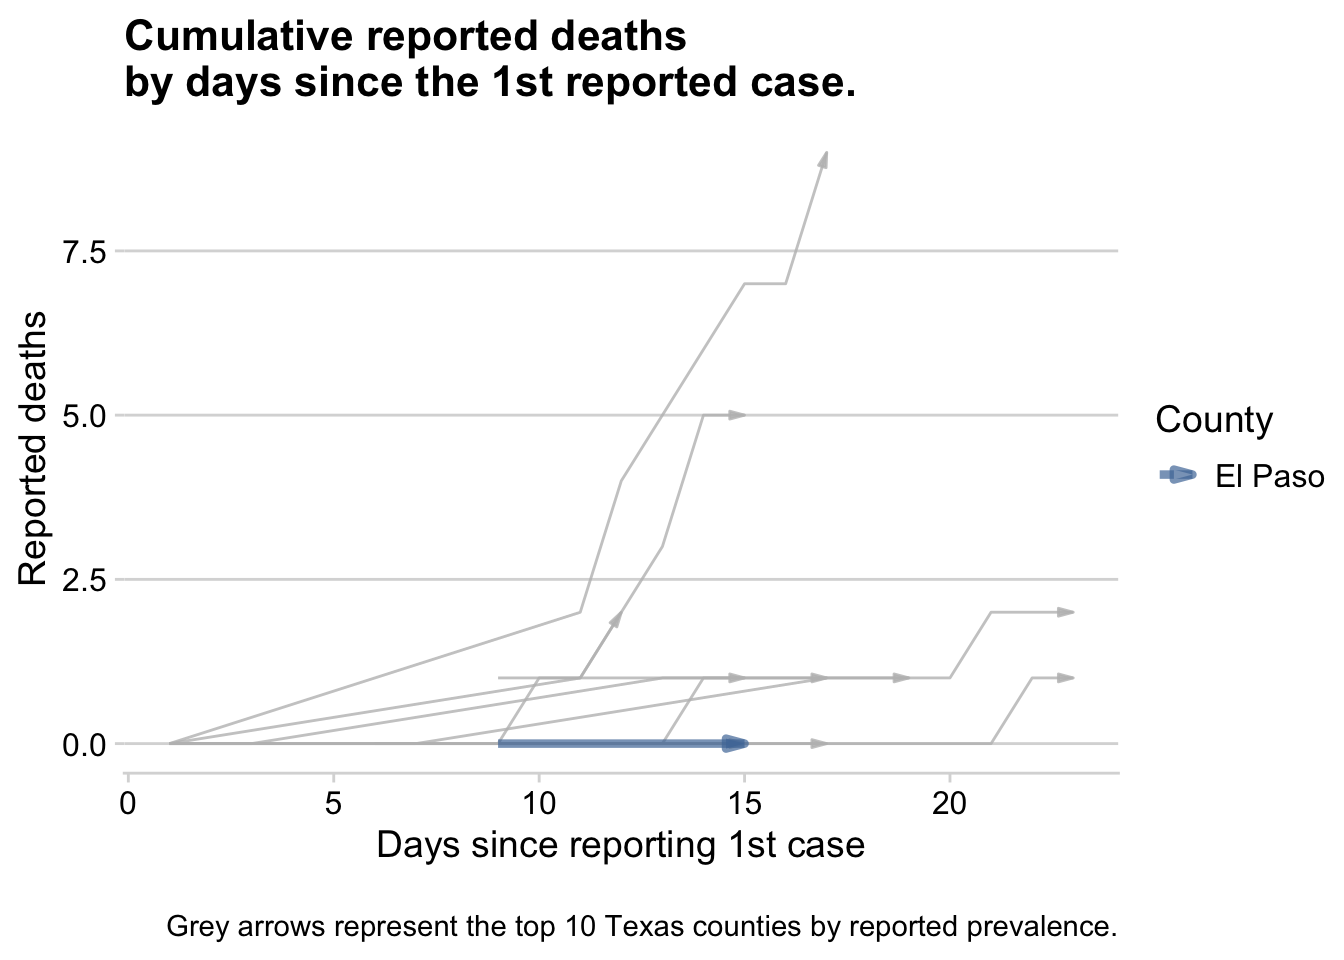 Cumulative reported deaths
by days since the 1st reported case.
7.5
5.0
2.5
0.0
Reported deaths
0 5 10 15 20
Days since reporting 1st case
County
El Paso
Grey arrows represent the top 10 Texas counties by reported prevalence.